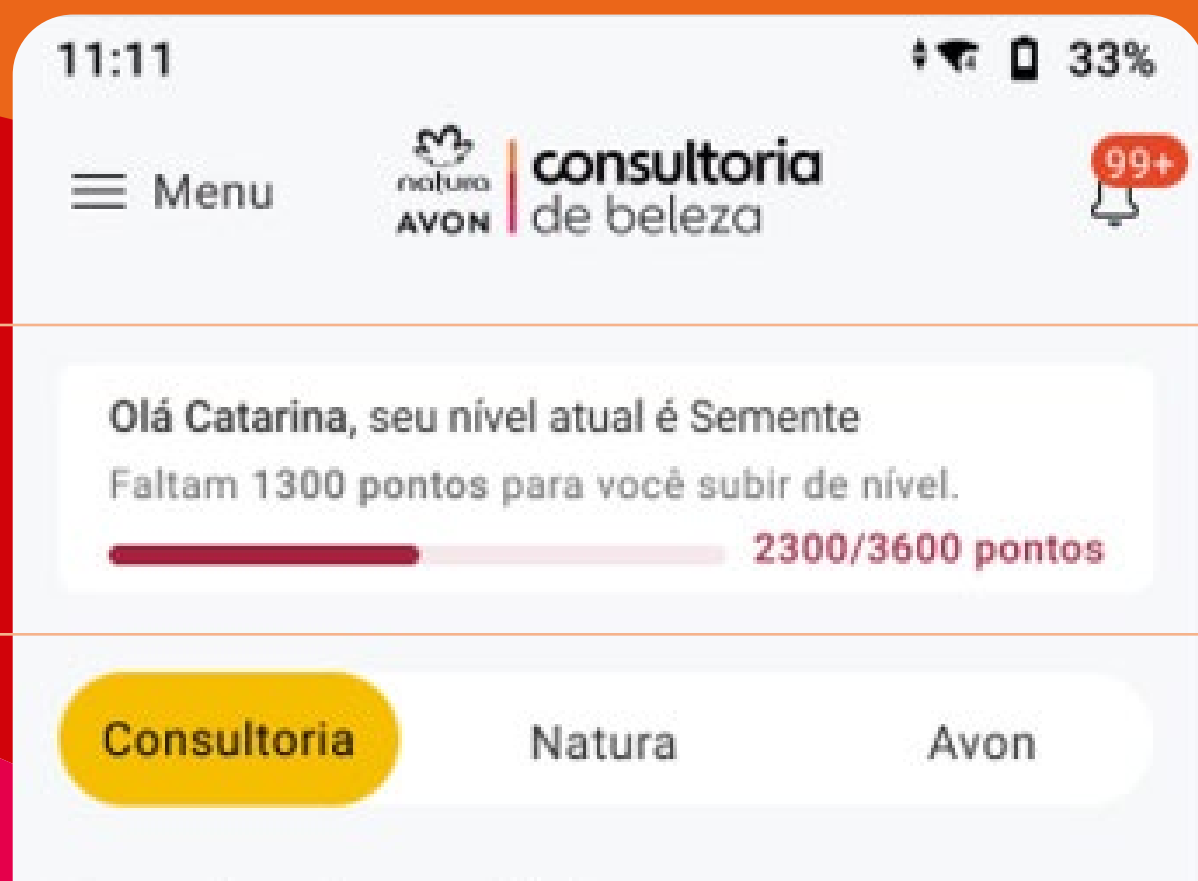 11:11
33%
Menu
natura
AVON
consultoria
de beleza
99+
Olá Catarina, seu nível atual é Semente
Faltam 1300 pontos para você subir de nível.
2300/3600 pontos
Consultoria
Natura
Avon